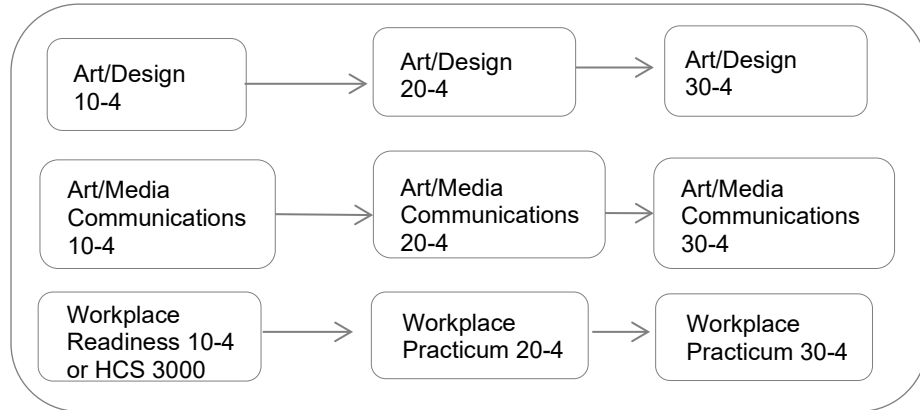 Art/Design
10-4
Art/Design
20-4
Art/Design
30-4
Art/Media
Communications
10-4
Art/Media
Communications
20-4
Art/Media
Communications
30-4
Workplace
Readiness 10-4
or HCS 3000
Workplace
Practicum 20-4
Workplace
Practicum 30-4